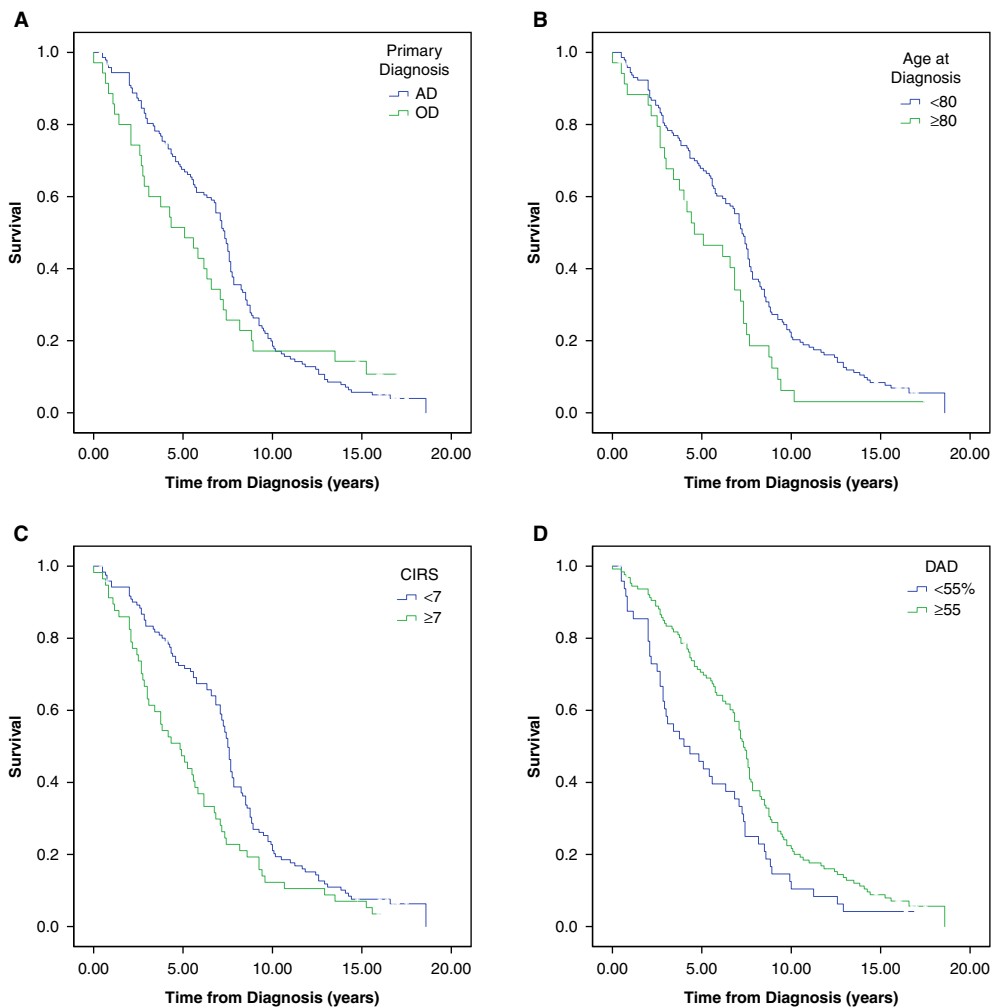 A
Primary
Diagnosis
AD
OD
1.0
0.8
0.6
0.4
0.2
0.0
Survival
0.00 5.00 10.00 15.00 20.00
Time from Diagnosis (years)
B
Age at
Diagnosis
<80
≥80
1.0
0.8
0.6
0.4
0.2
0.0
Survival
0.00 5.00 10.00 15.00 20.00
Time from Diagnosis (years)
C
CIRS
<7
≥7
1.0
0.8
0.6
0.4
0.2
0.0
Survival
0.00 5.00 10.00 15.00 20.00
Time from Diagnosis (years)
D
DAD
<55%
≥55
1.0
0.8
0.6
0.4
0.2
0.0
Survival
0.00 5.00 10.00 15.00 20.00
Time from Diagnosis (years)